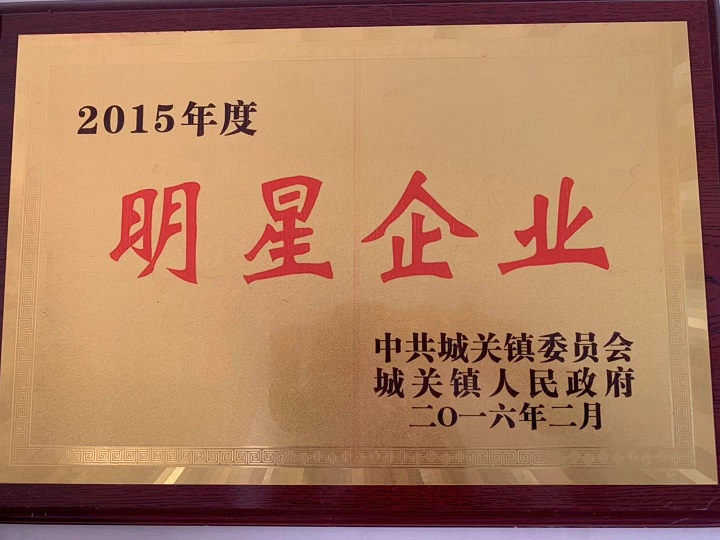 2015年度
明星企业
中共城关镇委员会
城关镇人民政府
二〇一六年二月